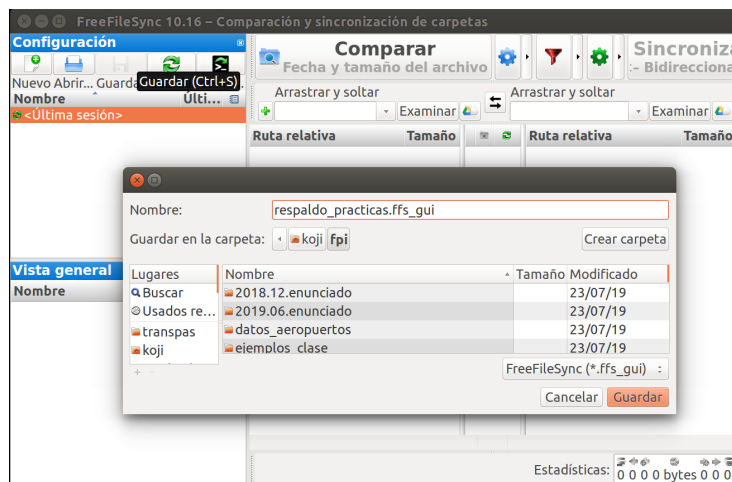 FreeFileSync 10.16 – Comparación y sincronización de carpetas
Configuración
Nuevo Abrir... Guarda
Guardar (Ctrl+S)
Nombre Últi...
<Última sesión>
Comparar
Fecha y tamaño del archivo
Sincroniza
Bidirecciona
Arrastrar y soltar
Examinar
Arrastrar y soltar
Examinar
Ruta relativa Tamaño
Ruta relativa Tamaño
Nombre: respaldo_practicas.ffs_gui
Guardar en la carpeta: koji fpi Crear carpeta
Lugares
Buscar
Usados re...
transpas
koji
Nombre Tamaño Modificado
2018.12.enunciado 23/07/19
2019.06.enunciado 23/07/19
datos_aeropuertos 23/07/19
ejemplos_clase 23/07/19
FreeFileSync (*.ffs_gui)
Cancelar Guardar
Vista general
Nombre
Estadísticas: 0 0 0 0 bytes 0 0 0